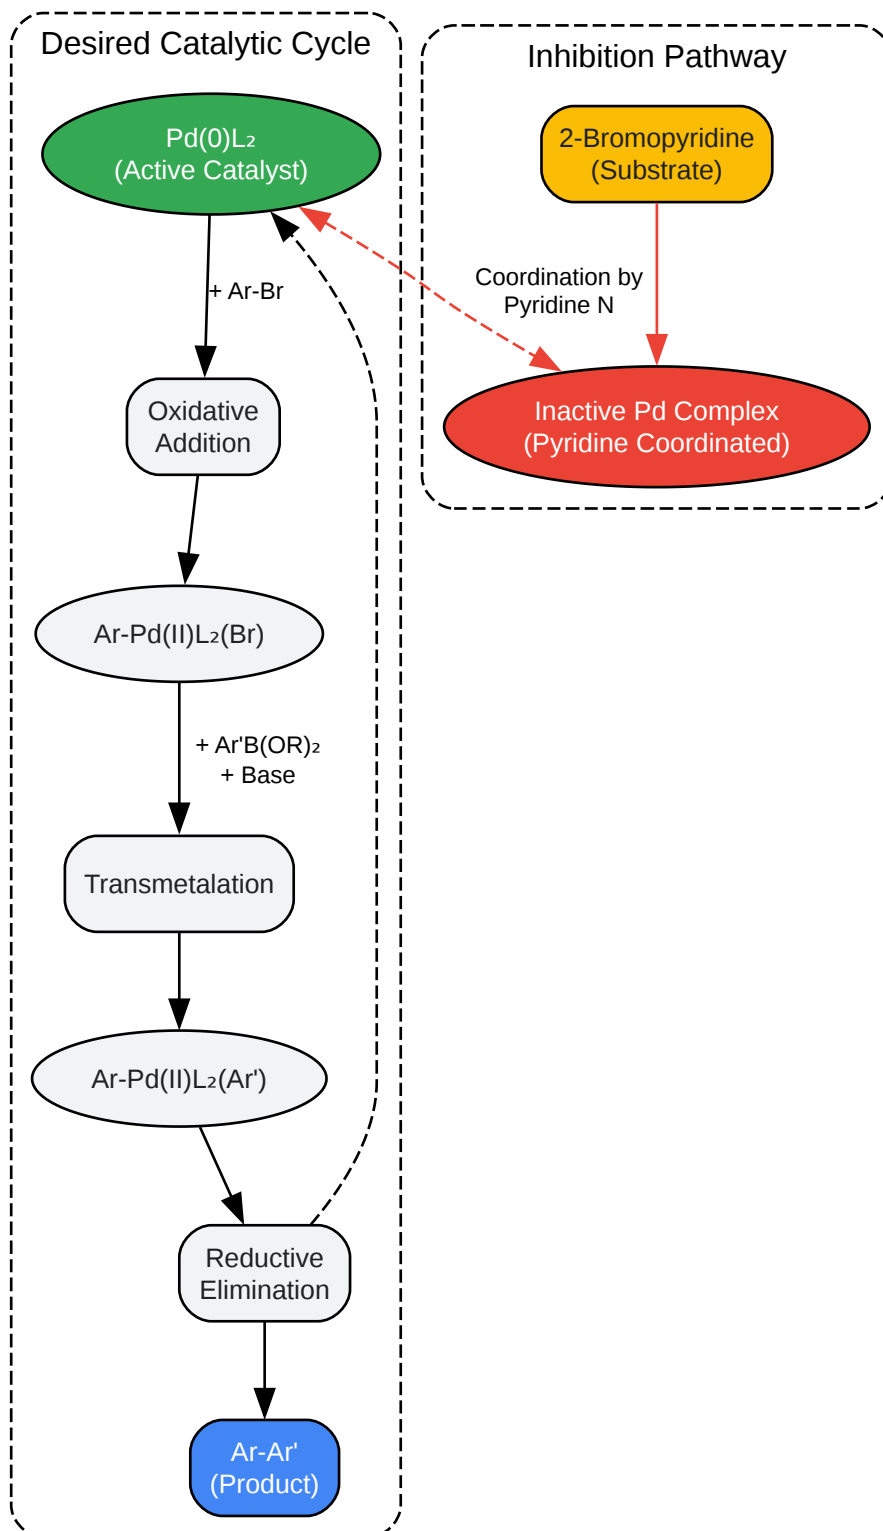 Desired Catalytic Cycle
Pd(0)L₂
(Active Catalyst)
+ Ar-Br
Oxidative
Addition
Ar-Pd(II)L₂(Br)
+ Ar'B(OR)₂
+ Base
Transmetalation
Ar-Pd(II)L₂(Ar')
Reductive
Elimination
Ar-Ar'
(Product)
Inhibition Pathway
2-Bromopyridine
(Substrate)
Coordination by
Pyridine N
Inactive Pd Complex
(Pyridine Coordinated)